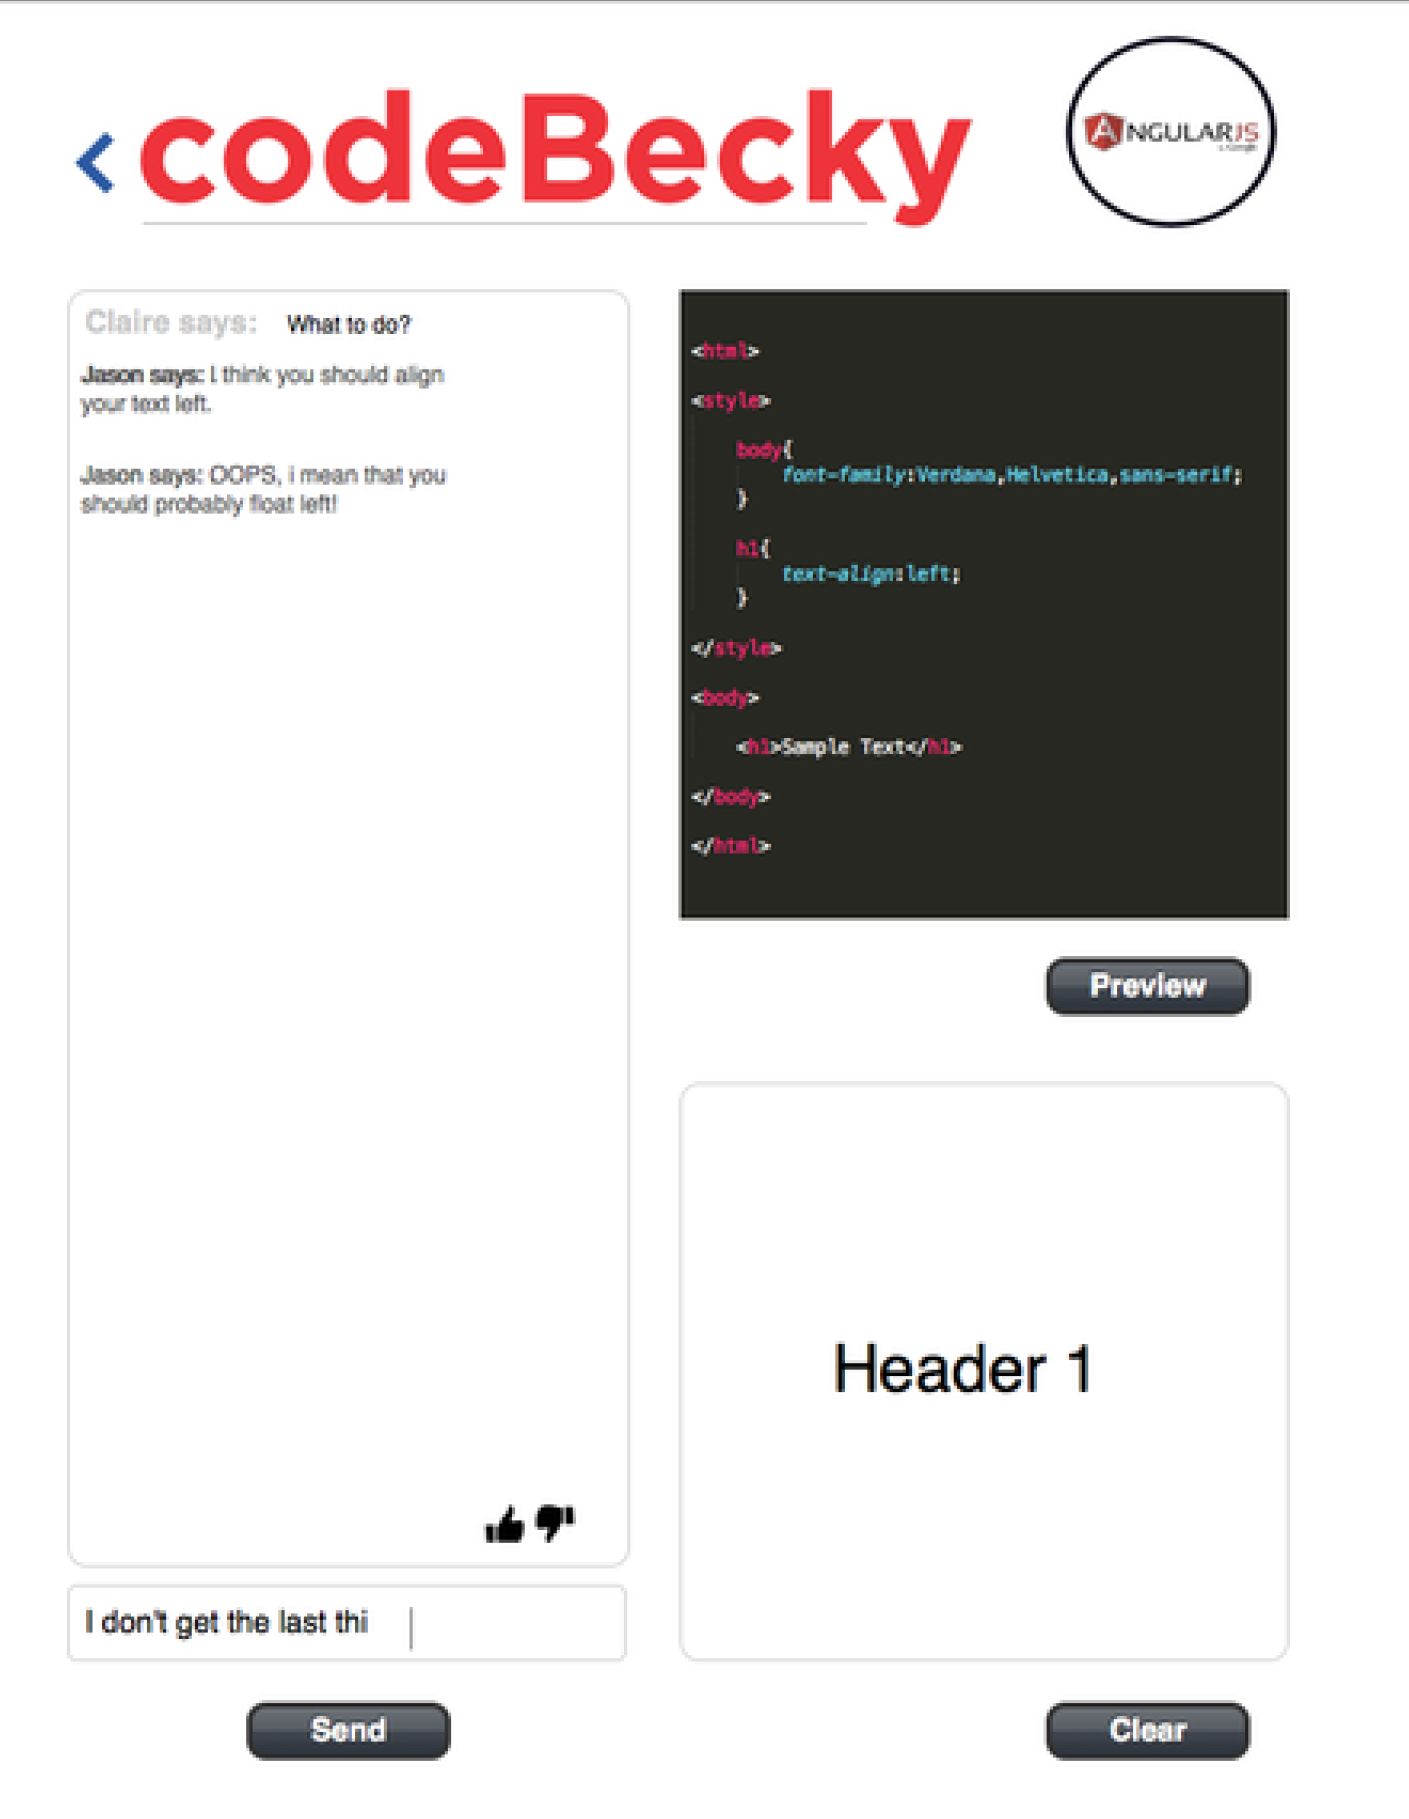 < codeBecky
ANGULARJS
by Google
Claire says: What to do?
Jason says: I think you should align
your text left.
Jason says: OOPS, i mean that you
should probably float left!
I don't get the last thi
Send
<html>
<style>
body{
font-family:Verdana,Helvetica,sans-serif;
}
h1{
text-align:left;
}
</style>
<body>
<h1>Sample Text</h1>
</body>
</html>
Preview
Header 1
Clear